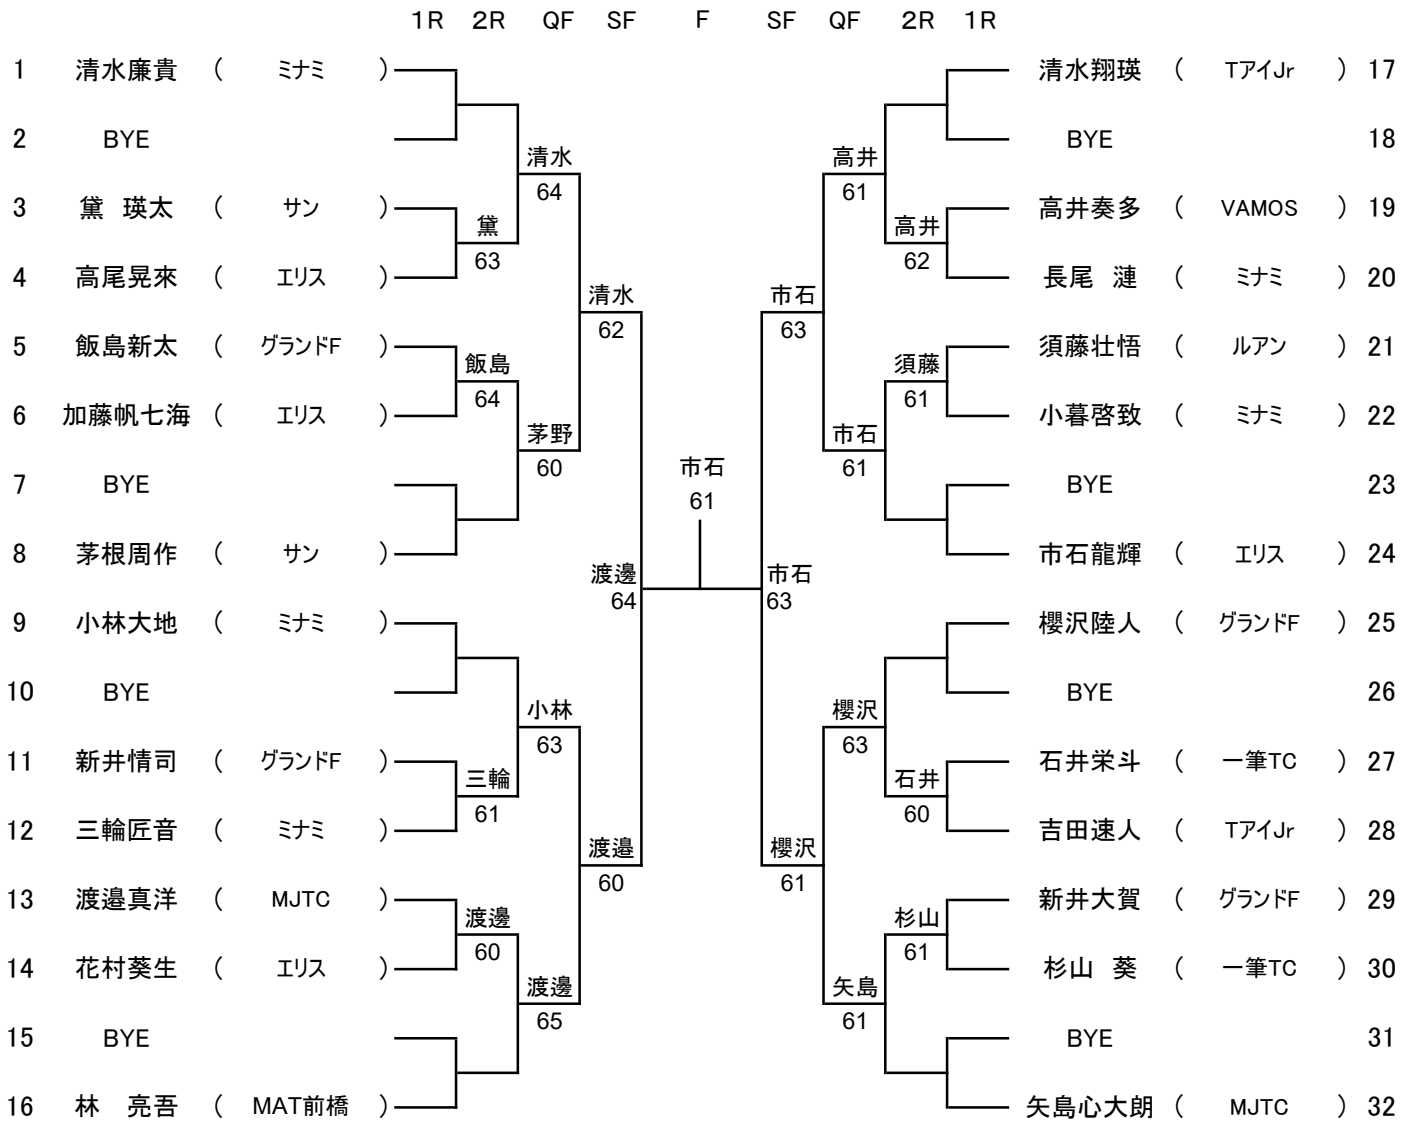 1R 2R QF SF F SF QF 2R 1R
1 清水廉貴 ( ミナミ ) 清水翔瑛 ( TアイJr ) 17
2 BYE BYE 18
清水 高井
64 61
3 黛 瑛太 ( サン ) 高井奏多 ( VAMOS ) 19
黛 高井
63 62
4 高尾晃來 ( エリス ) 長尾 漣 ( ミナミ ) 20
清水 市石
62 63
5 飯島新太 ( グランドF ) 須藤壮悟 ( ルアン ) 21
飯島 須藤
64 61
6 加藤帆七海 ( エリス ) 小暮啓致 ( ミナミ ) 22
茅野 市石
60 61
市石
7 BYE BYE 23
61
8 茅根周作 ( サン ) 市石龍輝 ( エリス ) 24
渡邊 市石
64 63
9 小林大地 ( ミナミ ) 櫻沢陸人 ( グランドF ) 25
10 BYE BYE 26
小林 櫻沢
63 63
11 新井情司 ( グランドF ) 石井栄斗 ( 一筆TC ) 27
三輪 石井
61 60
12 三輪匠音 ( ミナミ ) 吉田速人 ( TアイJr ) 28
渡邉 櫻沢
60 61
13 渡邉真洋 ( MJTC ) 新井大賀 ( グランドF ) 29
渡邊 杉山
60 61
14 花村葵生 ( エリス ) 杉山 葵 ( 一筆TC ) 30
渡邊 矢島
65 61
15 BYE BYE 31
16 林 亮吾 ( MAT前橋 ) 矢島心大朗 ( MJTC ) 32